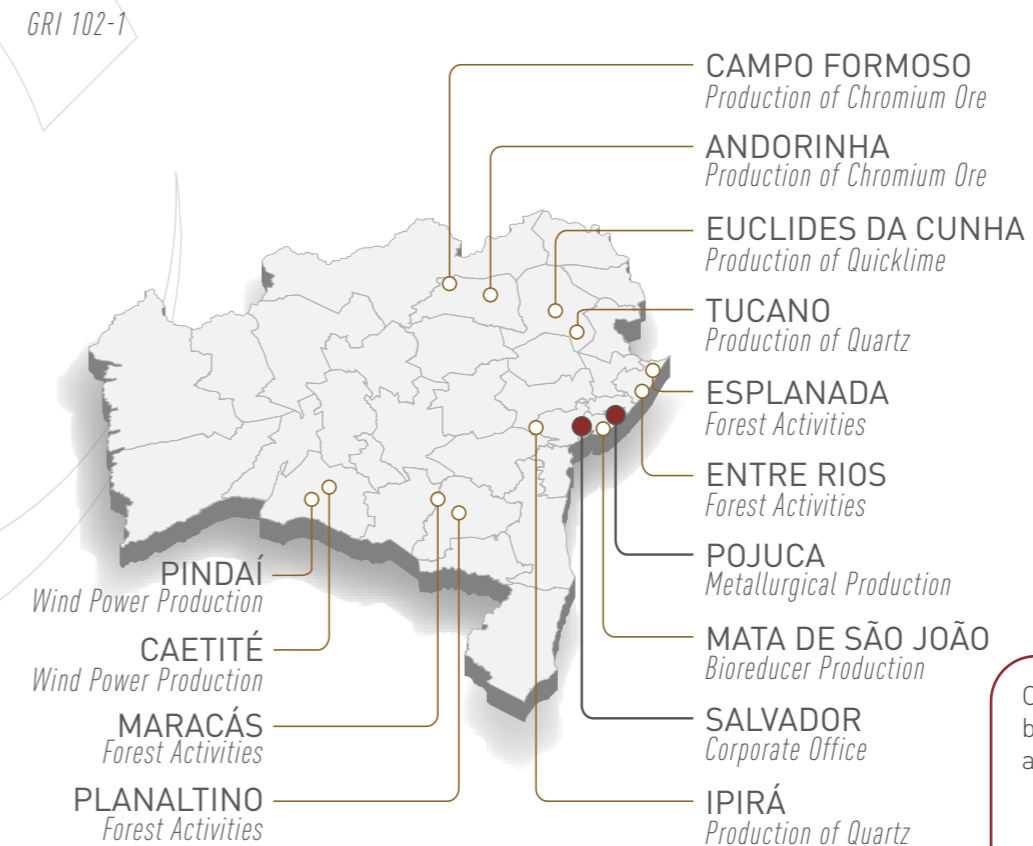 GRI 102-1
CAMPO FORMOSO
Production of Chromium Ore
ANDORINHA
Production of Chromium Ore
EUCLIDES DA CUNHA
Production of Quicklime
TUCANO
Production of Quartz
ESPLANADA
Forest Activities
ENTRE RIOS
Forest Activities
POJUCA
Metallurgical Production
MATA DE SÃO JOÃO
Bioreducer Production
SALVADOR
Corporate Office
IPIRÁ
Production of Quartz
PINDAÍ
Wind Power Production
CAETITÉ
Wind Power Production
MARACÁS
Forest Activities
PLANALTINO
Forest Activities